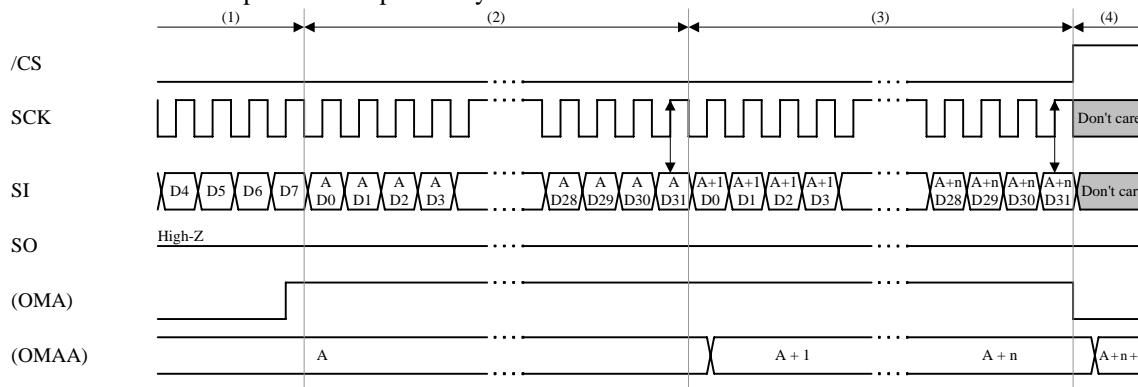 (1) (2) (3) (4)
/CS
SCK
Don't care
SI
D4 D5 D6 D7 A D0 A D1 A D2 A D3 A D28 A D29 A D30 A D31 A+1 D0 A+1 D1 A+1 D2 A+1 D3 A+n D28 A+n D29 A+n D30 A+n D31 Don't car
SO
High-Z
(OMA)
(OMAA)
A A + 1 A + n A+n+